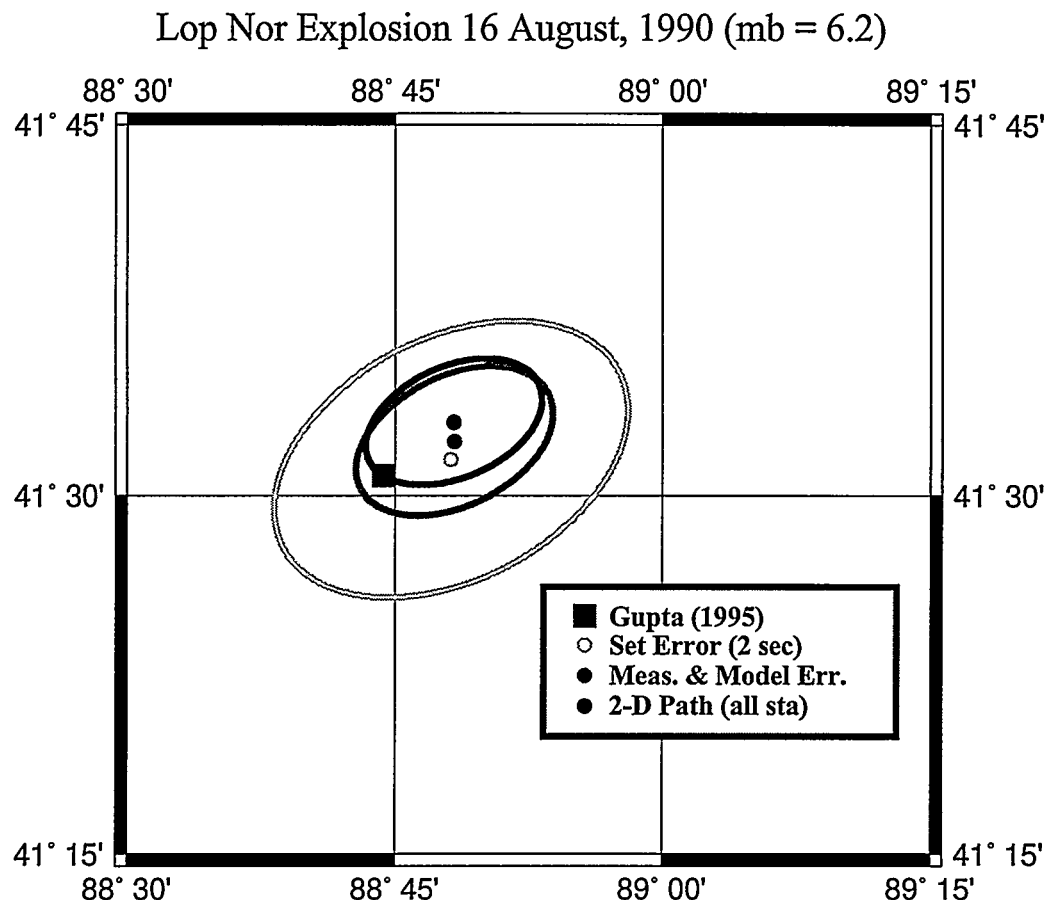 Lop Nor Explosion 16 August, 1990 (mb = 6.2)
88° 30' 88° 45' 89° 00' 89° 15'
41° 45' 41° 45'
41° 30' 41° 30'
Gupta (1995)
Set Error (2 sec)
Meas. & Model Err.
2-D Path (all sta)
41° 15' 41° 15'
88° 30' 88° 45' 89° 00' 89° 15'